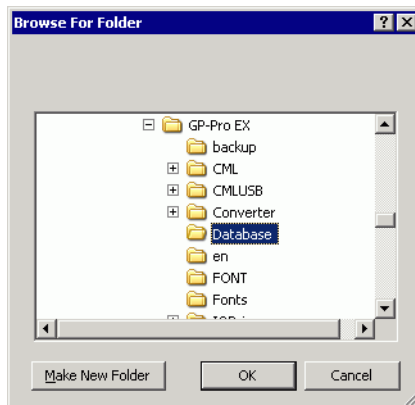 Browse For Folder
GP-Pro EX
backup
CML
CMLUSB
Converter
Database
en
FONT
Fonts
Make New Folder
OK
Cancel